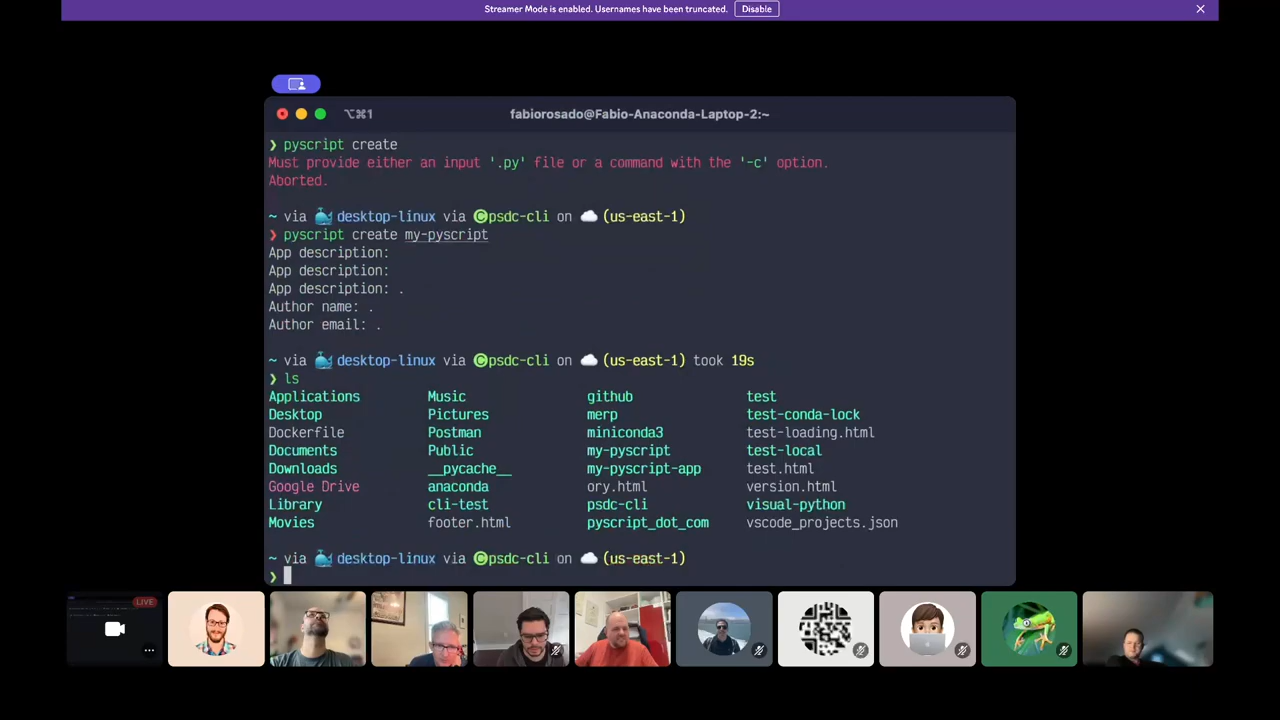 Streamer Mode is enabled. Usernames have been truncated. Disable
⌥⌘1 fabiorosado@Fabio-Anaconda-Laptop-2:~
❯ pyscript create
Must provide either an input '.py' file or a command with the '-c' option.
Aborted.
~ via desktop-linux via psdc-cli on (us-east-1)
❯ pyscript create my-pyscript
App description:
App description:
App description: .
Author name: .
Author email: .
~ via desktop-linux via psdc-cli on (us-east-1) took 19s
❯ ls
Applications Music github test
Desktop Pictures merp test-conda-lock
Dockerfile Postman miniconda3 test-loading.html
Documents Public my-pyscript test-local
Downloads __pycache__ my-pyscript-app test.html
Google Drive anaconda ory.html version.html
Library cli-test psdc-cli visual-python
Movies footer.html pyscript_dot_com vscode_projects.json
~ via desktop-linux via psdc-cli on (us-east-1)
❯
LIVE